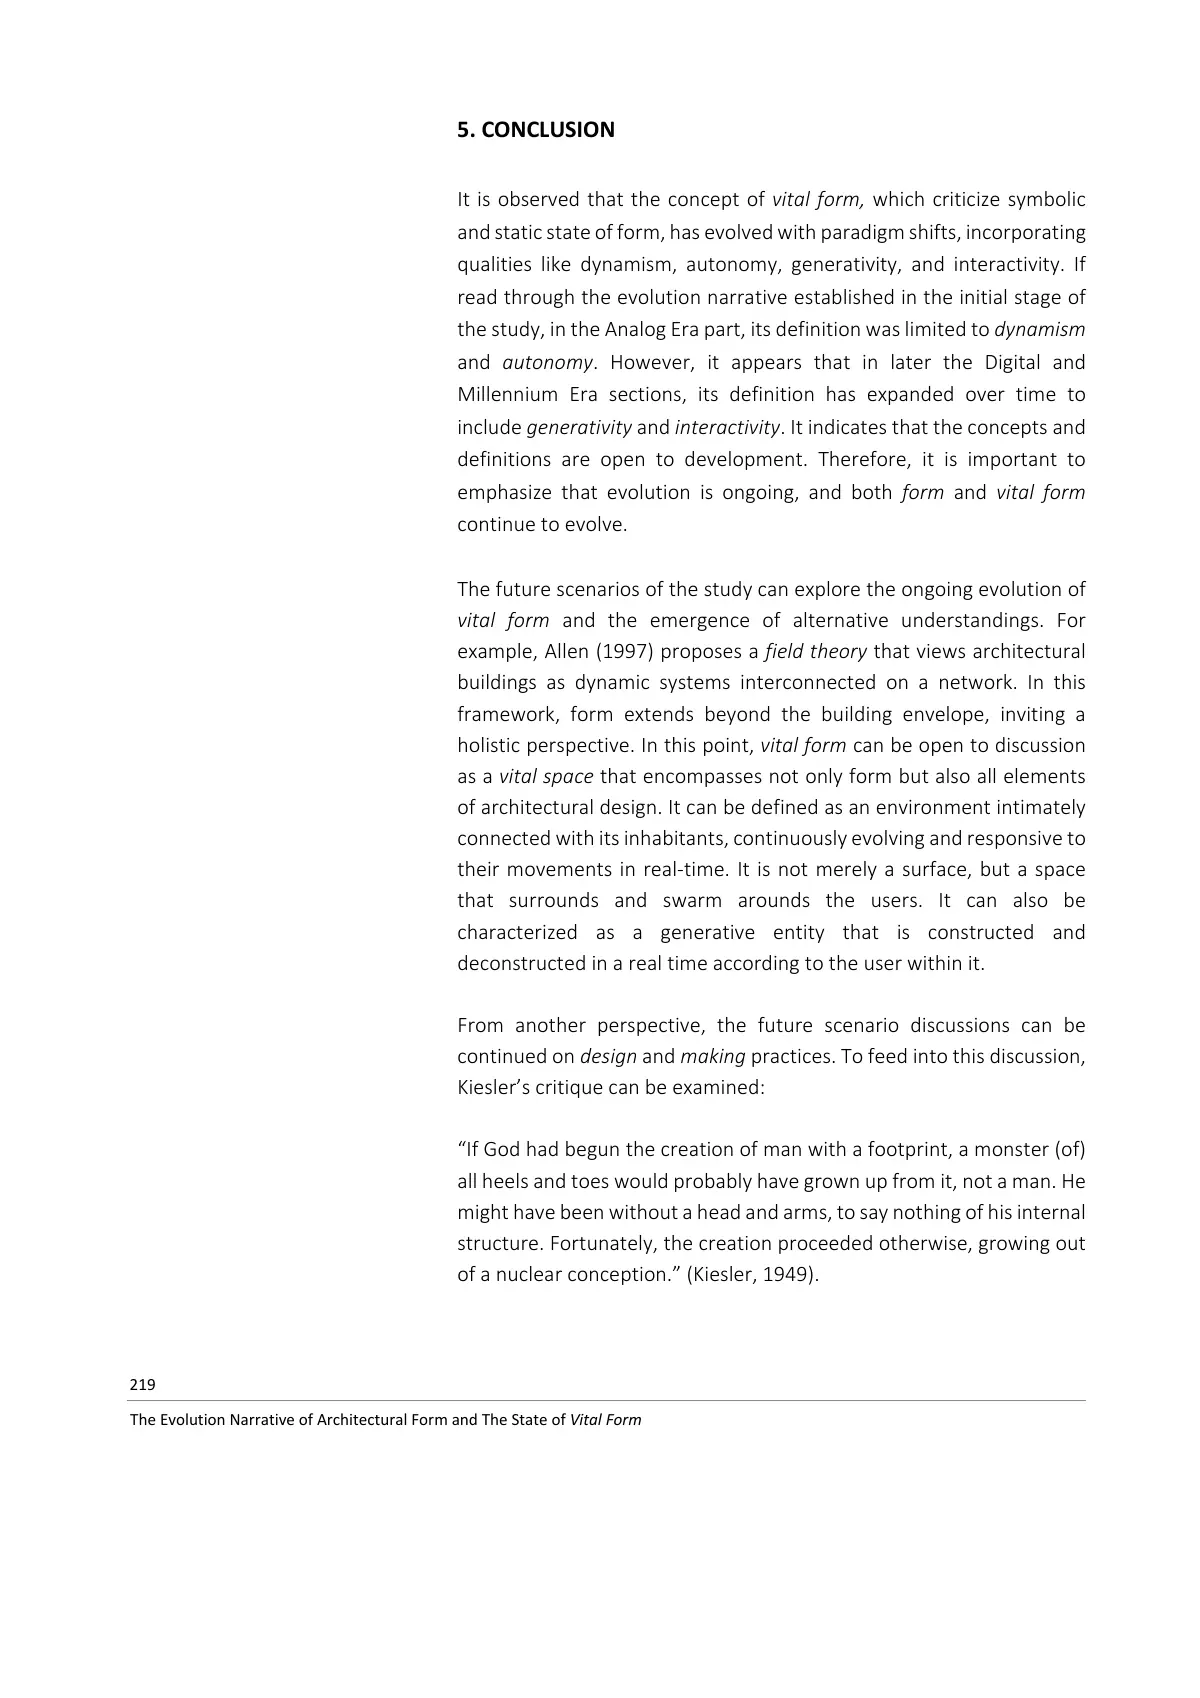 5. CONCLUSION
It is observed that the concept of vital form, which criticize symbolic
and static state of form, has evolved with paradigm shifts, incorporating
qualities like dynamism, autonomy, generativity, and interactivity. If
read through the evolution narrative established in the initial stage of
the study, in the Analog Era part, its definition was limited to dynamism
and autonomy. However, it appears that in later the Digital and
Millennium Era sections, its definition has expanded over time to
include generativity and interactivity. It indicates that the concepts and
definitions are open to development. Therefore, it is important to
emphasize that evolution is ongoing, and both form and vital form
continue to evolve.
The future scenarios of the study can explore the ongoing evolution of
vital form and the emergence of alternative understandings. For
example, Allen (1997) proposes a field theory that views architectural
buildings as dynamic systems interconnected on a network. In this
framework, form extends beyond the building envelope, inviting a
holistic perspective. In this point, vital form can be open to discussion
as a vital space that encompasses not only form but also all elements
of architectural design. It can be defined as an environment intimately
connected with its inhabitants, continuously evolving and responsive to
their movements in real-time. It is not merely a surface, but a space
that surrounds and swarm arounds the users. It can also be
characterized as a generative entity that is constructed and
deconstructed in a real time according to the user within it.
From another perspective, the future scenario discussions can be
continued on design and making practices. To feed into this discussion,
Kiesler’s critique can be examined:
“If God had begun the creation of man with a footprint, a monster (of)
all heels and toes would probably have grown up from it, not a man. He
might have been without a head and arms, to say nothing of his internal
structure. Fortunately, the creation proceeded otherwise, growing out
of a nuclear conception.” (Kiesler, 1949).
219
The Evolution Narrative of Architectural Form and The State of Vital Form